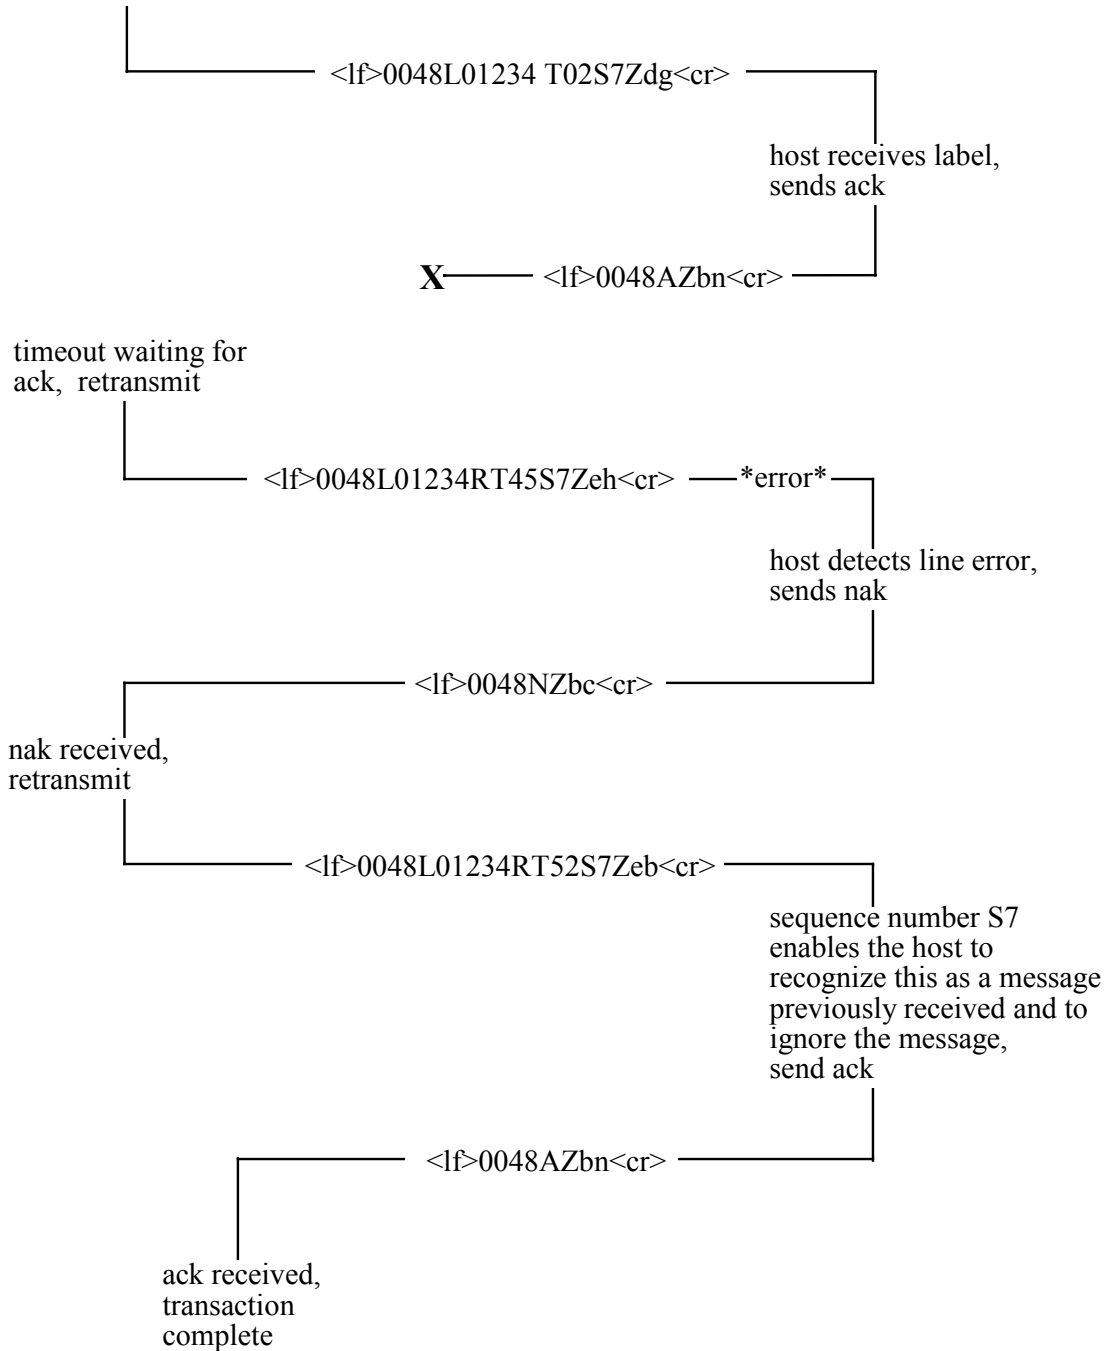 <lf>0048L01234 T02S7Zdg<cr>
host receives label,
sends ack
X
<lf>0048AZbn<cr>
timeout waiting for
ack, retransmit
<lf>0048L01234RT45S7Zeh<cr>
*error*
host detects line error,
sends nak
<lf>0048NZbc<cr>
nak received,
retransmit
<lf>0048L01234RT52S7Zeb<cr>
sequence number S7
enables the host to
recognize this as a message
previously received and to
ignore the message,
send ack
<lf>0048AZbn<cr>
ack received,
transaction
complete